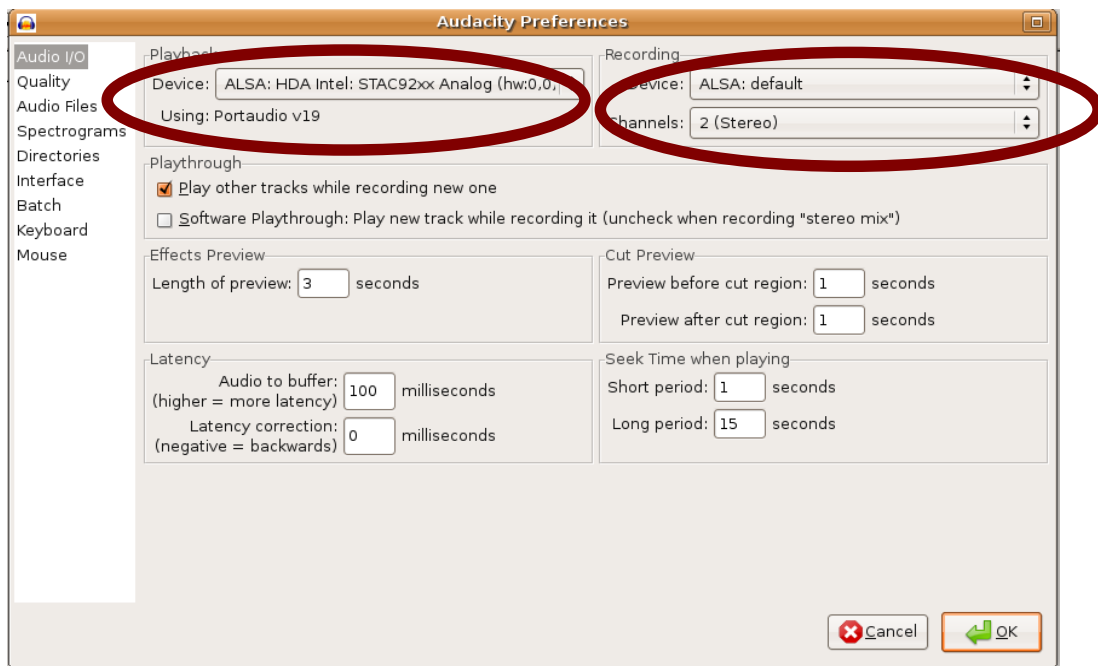 Audacity Preferences
Audio I/O
Quality
Audio Files
Spectrograms
Directories
Interface
Batch
Keyboard
Mouse
Playback
Device: ALSA: HDA Intel: STAC92xx Analog (hw:0,0,
Using: Portaudio v19
Recording
Device: ALSA: default
Channels: 2 (Stereo)
Playthrough
Play other tracks while recording new one
Software Playthrough: Play new track while recording it (uncheck when recording "stereo mix")
Effects Preview
Length of preview: 3 seconds
Cut Preview
Preview before cut region: 1 seconds
Preview after cut region: 1 seconds
Latency
Audio to buffer:
(higher = more latency) 100 milliseconds
Latency correction:
(negative = backwards) 0 milliseconds
Seek Time when playing
Short period: 1 seconds
Long period: 15 seconds
Cancel
OK